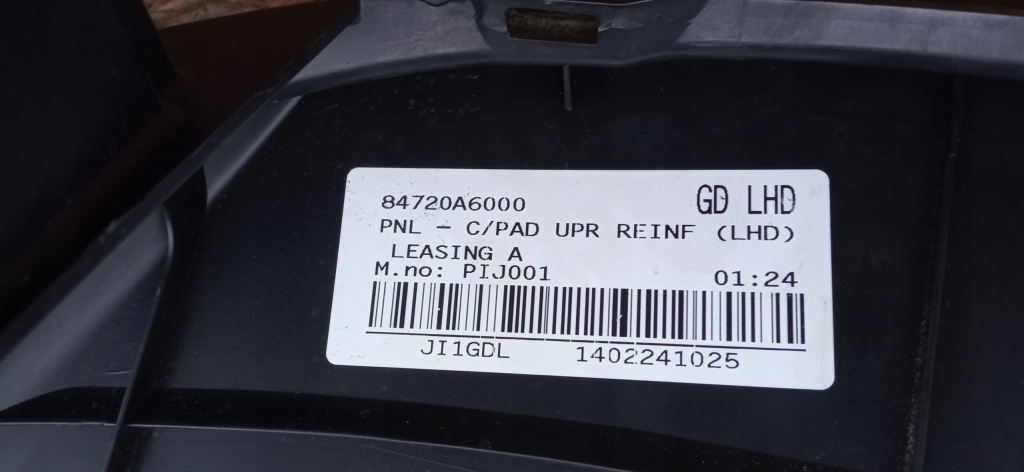 84720A6000 GD LHD
PNL - C/PAD UPR REINF (LHD)
LEASING A
M.no: PIJ001 01:24
JI1GDL 1402241025